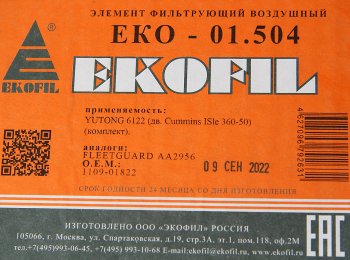 ЭЛЕМЕНТ ФИЛЬТРУЮЩИЙ ВОЗДУШНЫЙ
ЕКО - 01.504
EKOFIL
EKOFIL
применяемость:
YUTONG 6122 (дв. Cummins ISle 360-50)
(комплект).
аналоги:
FLEETGUARD AA2956
O.E.M.:
1109-01822
09 СЕН 2022
СРОК ГОДНОСТИ 24 МЕСЯЦА СО ДНЯ ИЗГОТОВЛЕНИЯ
4627096792631
ИЗГОТОВЛЕНО ООО «ЭКОФИЛ» РОССИЯ
105066, г. Москва, ул. Спартаковская, д.19, стр.3А, эт.1, пом.118, оф.2М
тел.+7(495)993-06-45, +7(495) 993-10-68 E-mail:ekofil@ekofil.ru, www.ekofil.ru
EAC